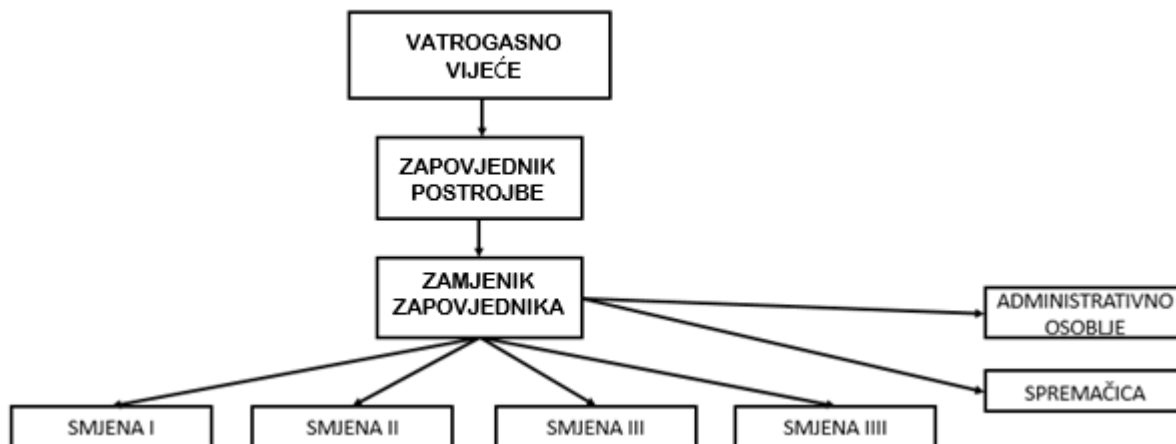 VATROGASNO
VIJEĆE
ZAPOVJEDNIK
POSTROJBE
ZAMJENIK
ZAPOVJEDNIKA
ADMINISTRATIVNO
OSOBLJE
SPREMAČICA
SMJENA I
SMJENA II
SMJENA III
SMJENA IIII